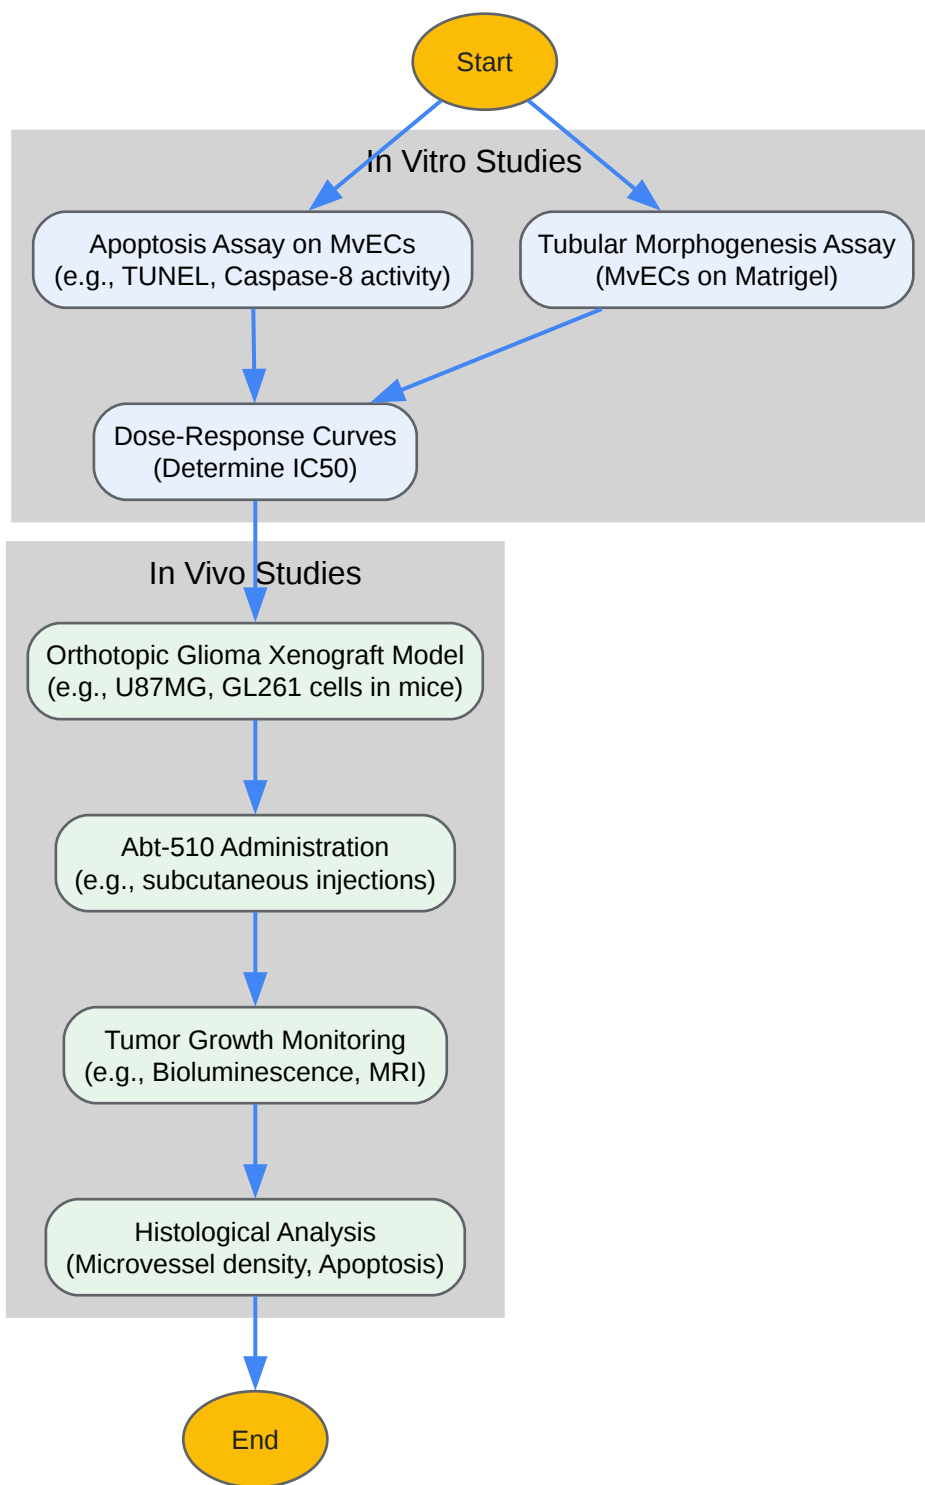 Start
In Vitro Studies
Apoptosis Assay on MvECs
(e.g., TUNEL, Caspase-8 activity)
Tubular Morphogenesis Assay
(MvECs on Matrigel)
Dose-Response Curves
(Determine IC50)
In Vivo Studies
Orthotopic Glioma Xenograft Model
(e.g., U87MG, GL261 cells in mice)
Abt-510 Administration
(e.g., subcutaneous injections)
Tumor Growth Monitoring
(e.g., Bioluminescence, MRI)
Histological Analysis
(Microvessel density, Apoptosis)
End